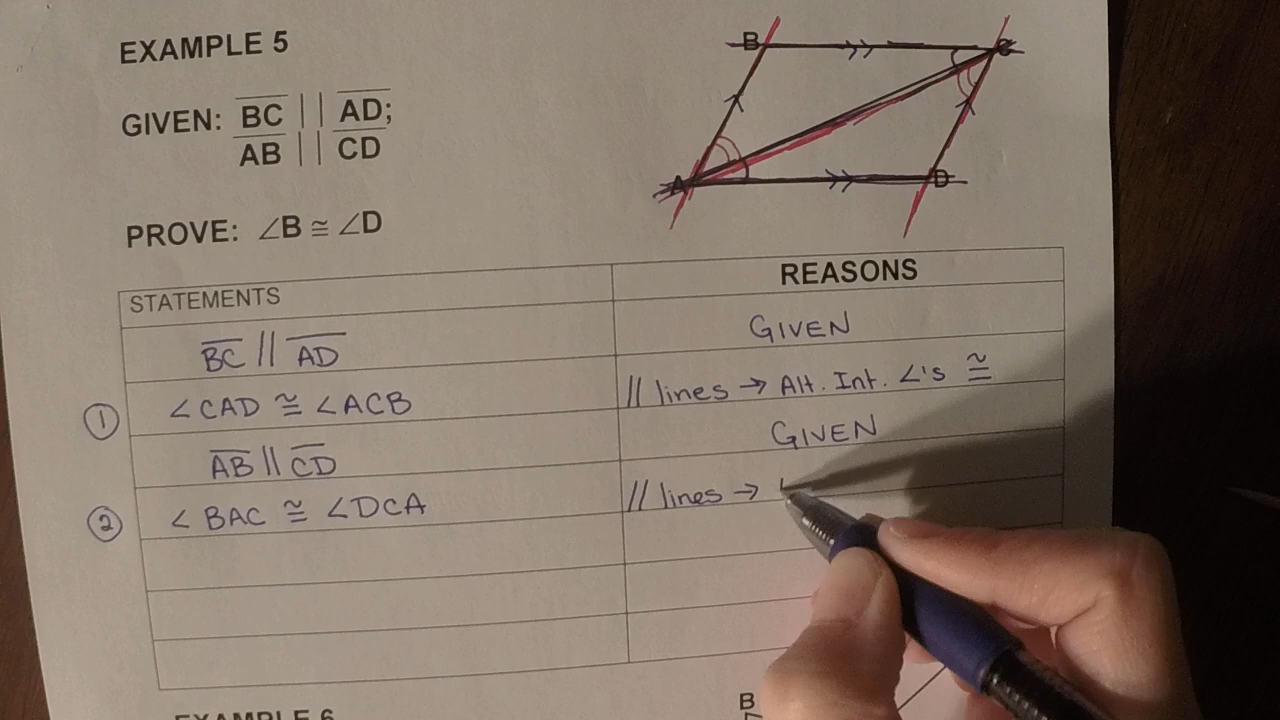 EXAMPLE 5
GIVEN: BC || AD;
AB || CD
PROVE: ∠B ≅ ∠D
B
C
A
D
STATEMENTS REASONS
BC // AD GIVEN
① ∠CAD ≅ ∠ACB // lines → Alt. Int. ∠'s ≅
AB // CD GIVEN
② ∠BAC ≅ ∠DCA // lines →
EXAMPLE 6
B